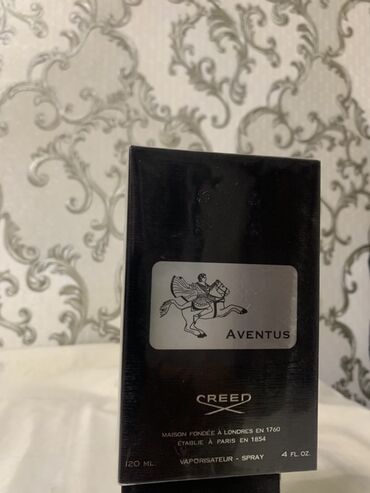 AVENTUS
CREED
MAISON FONDÉE À LONDRES EN 1760
ÉTABLIE À PARIS EN 1854
120 ML. VAPORISATEUR - SPRAY 4 FL. OZ.